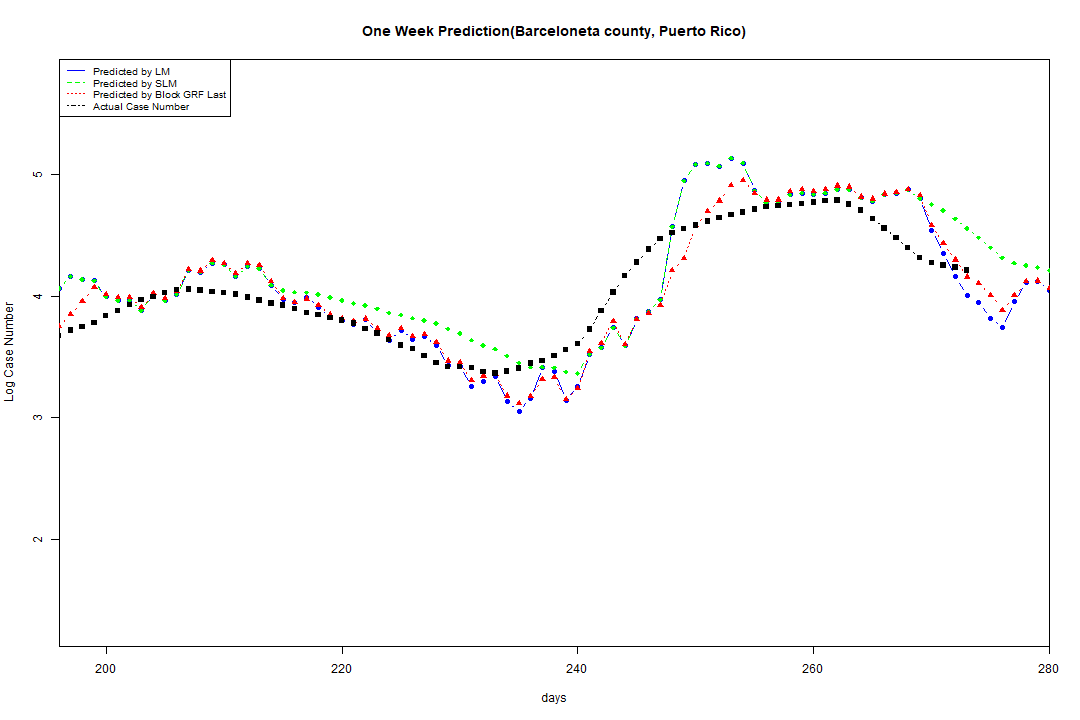 One Week Prediction(Barceloneta county, Puerto Rico)
Predicted by LM
Predicted by SLM
Predicted by Block GRF Last
Actual Case Number
5
4
3
2
Log Case Number
200 220 240 260 280
days